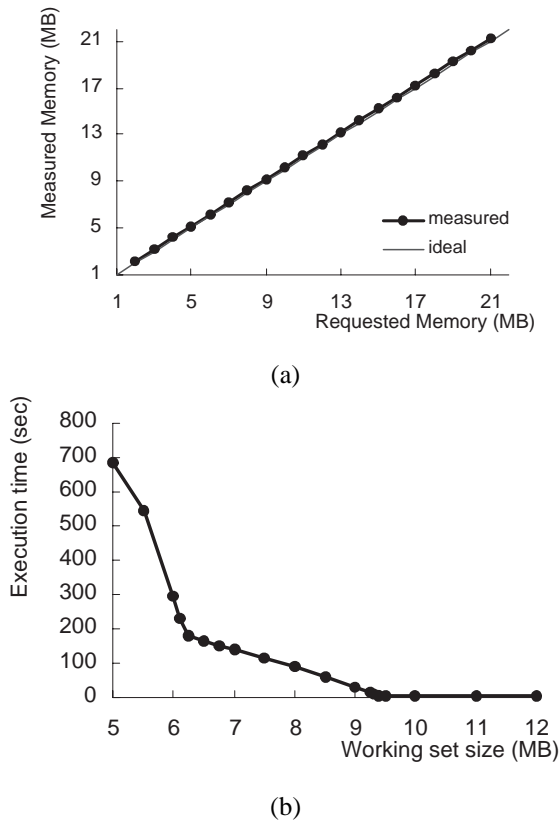 Measured Memory (MB)
21
17
13
9
5
1
measured
ideal
1 5 9 13 17 21
Requested Memory (MB)
(a)
Execution time (sec)
800
700
600
500
400
300
200
100
0
5 6 7 8 9 10 11 12
Working set size (MB)
(b)